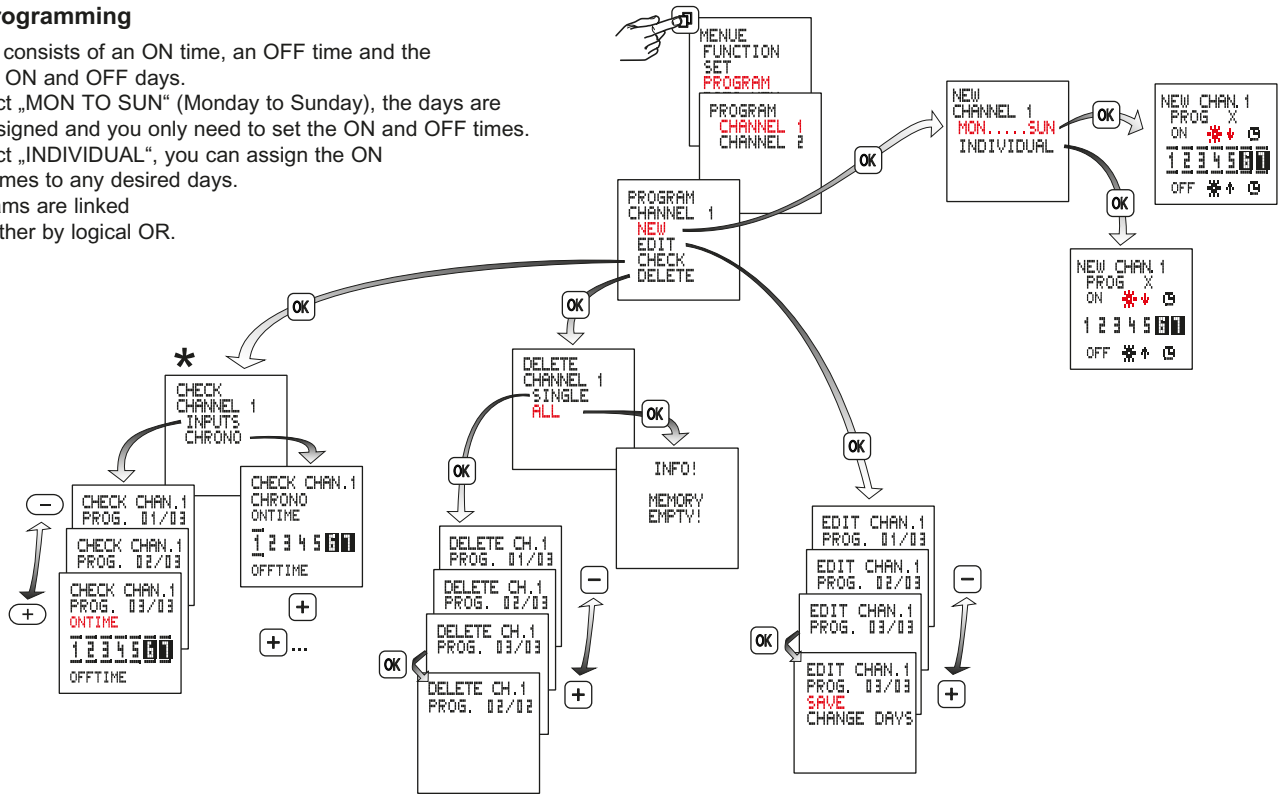 rogramming
consists of an ON time, an OFF time and the
ON and OFF days.
ct „MON TO SUN“ (Monday to Sunday), the days are
signed and you only need to set the ON and OFF times.
ct „INDIVIDUAL“, you can assign the ON
mes to any desired days.
ams are linked
ther by logical OR.
MENUE
FUNCTION
SET
PROGRAM
PROGRAM
CHANNEL 1
CHANNEL 2
PROGRAM
CHANNEL 1
NEW
EDIT
CHECK
DELETE
OK
NEW
CHANNEL 1
MON.....SUN
INDIVIDUAL
OK
NEW CHAN.1
PROG X
ON
1 2 3 4 5 6 7
OFF
OK
NEW CHAN.1
PROG X
ON
1 2 3 4 5 6 7
OFF
OK
*
CHECK
CHANNEL 1
INPUTS
CHRONO
CHECK CHAN.1
PROG. 01/03
CHECK CHAN.1
PROG. 02/03
CHECK CHAN.1
PROG. 03/03
ONTIME
1 2 3 4 5 6 7
OFFTIME
−
+
CHECK CHAN.1
CHRONO
ONTIME
1 2 3 4 5 6 7
OFFTIME
+
+ ...
OK
DELETE
CHANNEL 1
SINGLE
ALL
OK
INFO!
MEMORY
EMPTY!
OK
DELETE CH.1
PROG. 01/03
DELETE CH.1
PROG. 02/03
DELETE CH.1
PROG. 03/03
OK
DELETE CH.1
PROG. 02/02
−
+
OK
EDIT CHAN.1
PROG. 01/03
EDIT CHAN.1
PROG. 02/03
EDIT CHAN.1
PROG. 03/03
OK
EDIT CHAN.1
PROG. 03/03
SAVE
CHANGE DAYS
−
+